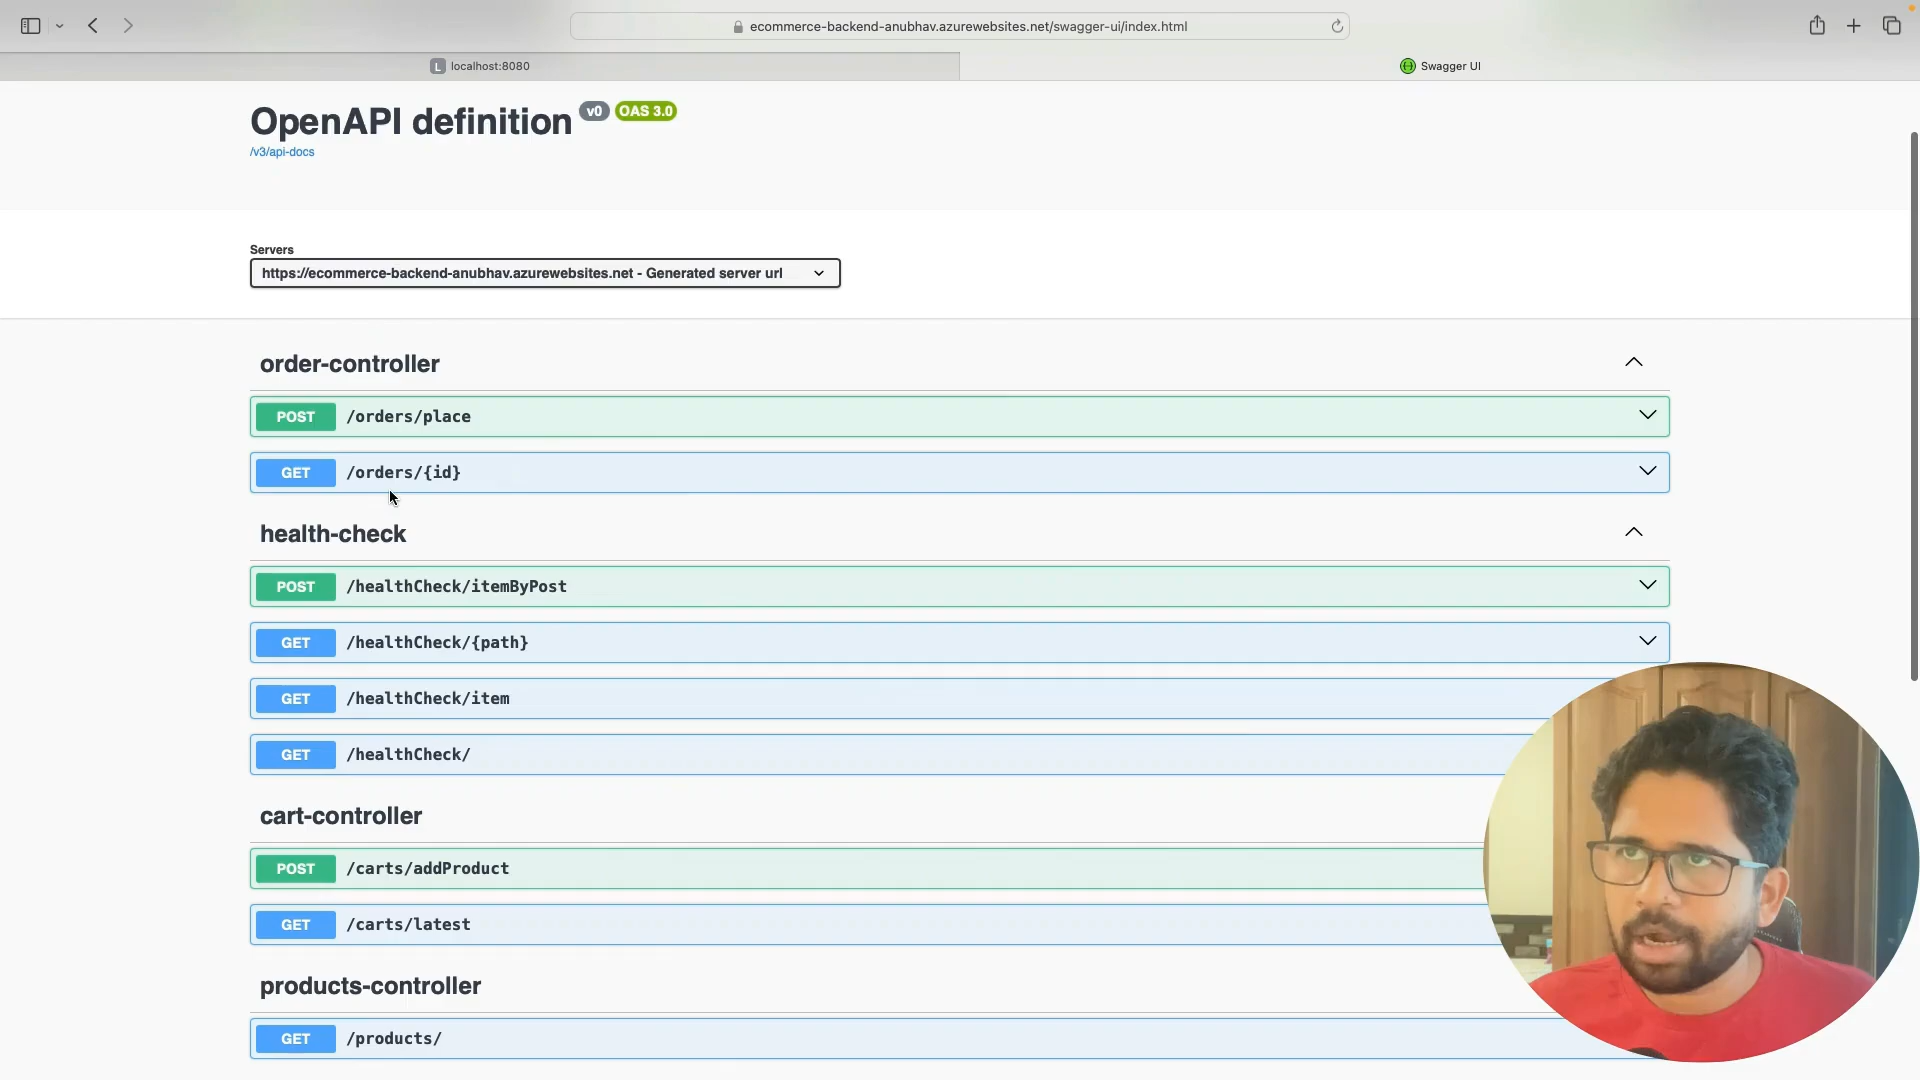 ecommerce-backend-anubhav.azurewebsites.net/swagger-ui/index.html
L localhost:8080
Swagger UI
OpenAPI definition v0 OAS 3.0
/v3/api-docs
Servers
https://ecommerce-backend-anubhav.azurewebsites.net - Generated server url
order-controller
POST /orders/place
GET /orders/{id}
health-check
POST /healthCheck/itemByPost
GET /healthCheck/{path}
GET /healthCheck/item
GET /healthCheck/
cart-controller
POST /carts/addProduct
GET /carts/latest
products-controller
GET /products/